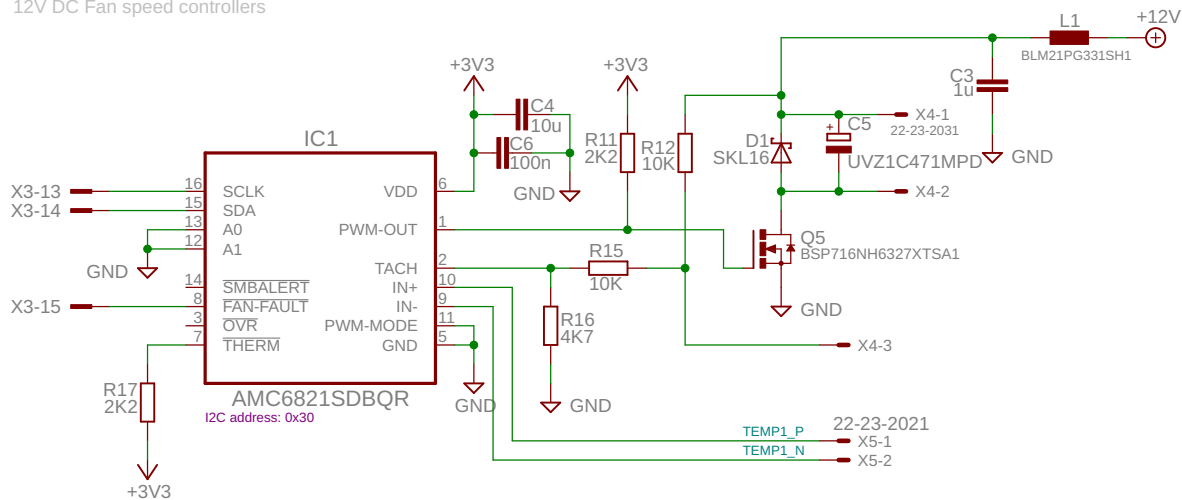 12V DC Fan speed controllers
+12V
L1
BLM21PG331SH1
C3
1u
GND
+3V3
C4
10u
C6
100n
GND
+3V3
R11
2K2
R12
10K
D1
SKL16
+
C5
UVZ1C471MPD
X4-1
22-23-2031
X4-2
IC1
X3-13
16
SCLK
X3-14
15
SDA
13
A0
12
A1
GND
14
SMBALERT
X3-15
8
FAN-FAULT
3
OVR
7
THERM
VDD
6
PWM-OUT
1
TACH
2
IN+
10
IN-
9
PWM-MODE
11
GND
5
R15
10K
Q5
BSP716NH6327XTSA1
GND
R16
4K7
X4-3
R17
2K2
AMC6821SDBQR
I2C address: 0x30
GND
GND
+3V3
22-23-2021
TEMP1_P
X5-1
TEMP1_N
X5-2